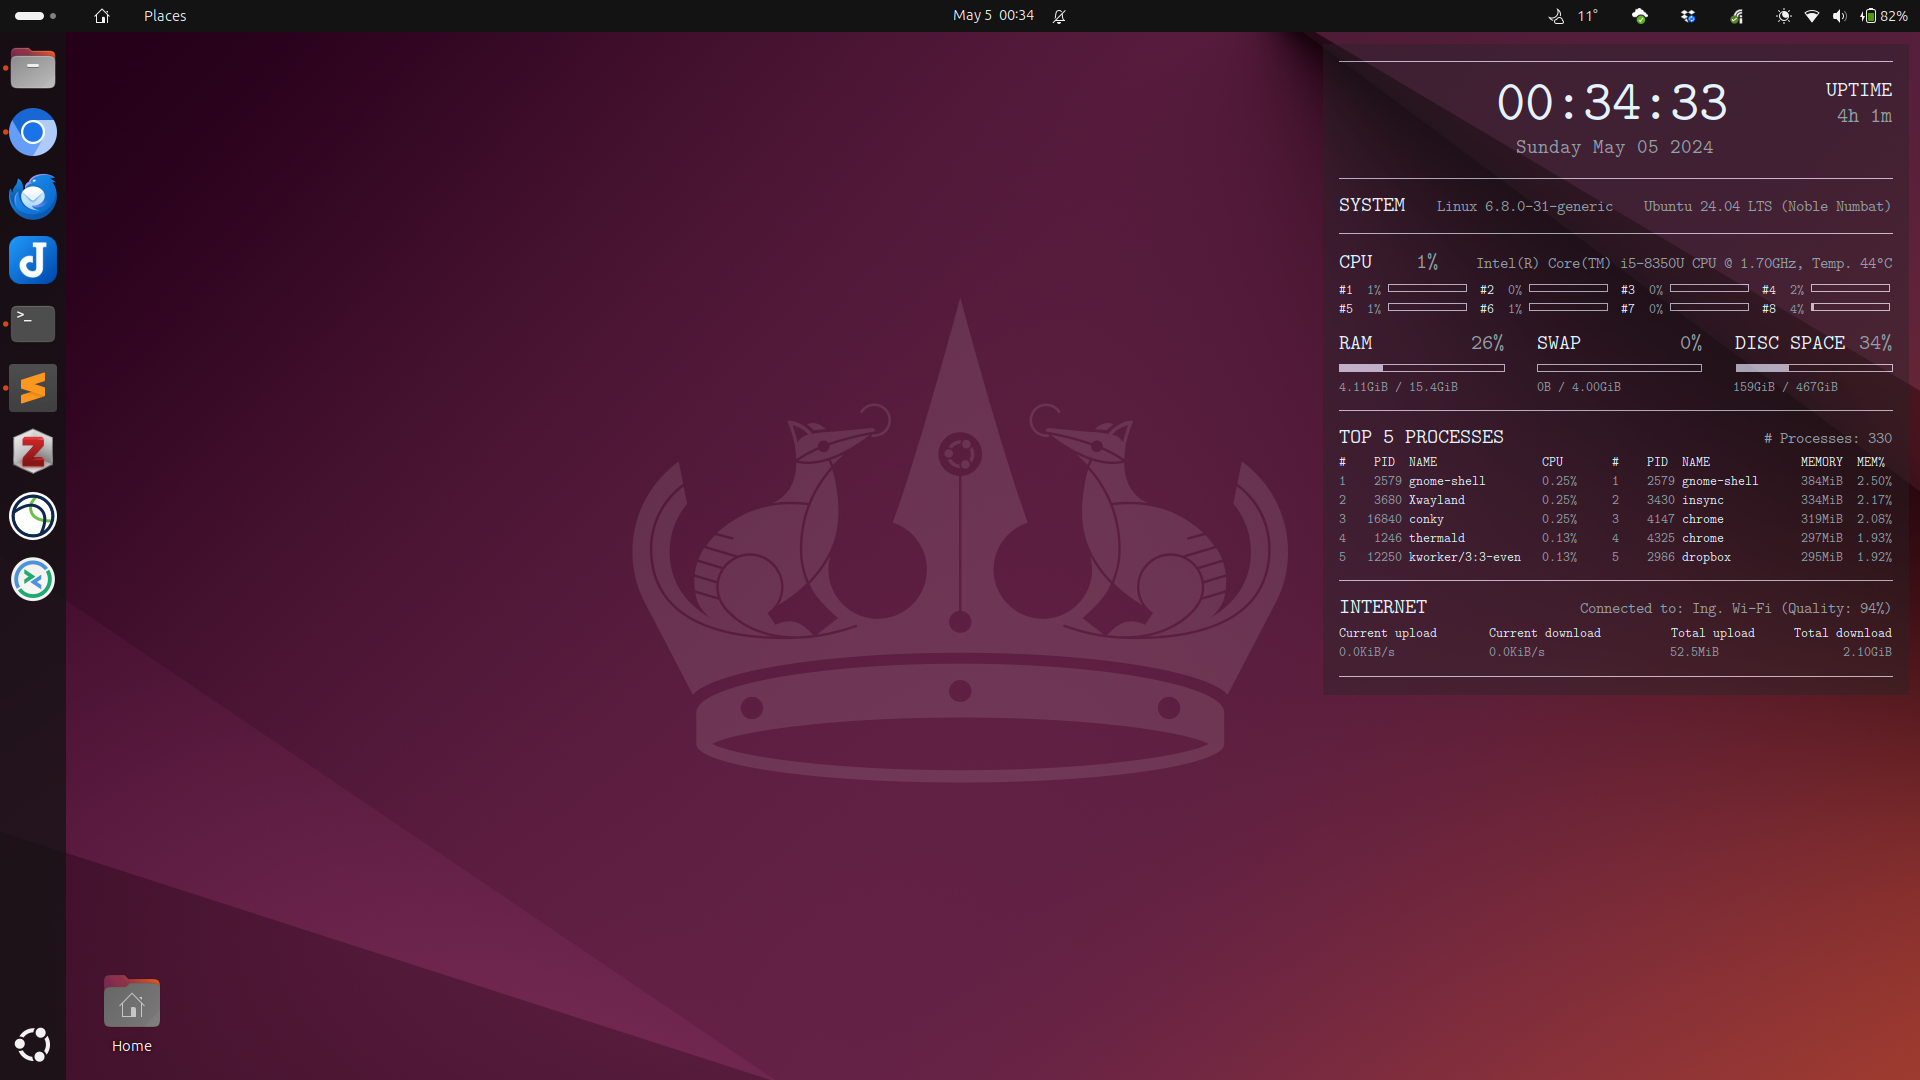 Places
May 5 00:34
11°
82%
00:34:33
UPTIME
4h 1m
Sunday May 05 2024
SYSTEM Linux 6.8.0-31-generic Ubuntu 24.04 LTS (Noble Numbat)
CPU 1% Intel(R) Core(TM) i5-8350U CPU @ 1.70GHz, Temp. 44°C
#1 1% #2 0% #3 0% #4 2%
#5 1% #6 1% #7 0% #8 4%
RAM 26% SWAP 0% DISC SPACE 34%
4.11GiB / 15.4GiB 0B / 4.00GiB 159GiB / 467GiB
TOP 5 PROCESSES # Processes: 330
# PID NAME CPU # PID NAME MEMORY MEM%
1 2579 gnome-shell 0.25% 1 2579 gnome-shell 384MiB 2.50%
2 3680 Xwayland 0.25% 2 3430 insync 334MiB 2.17%
3 16840 conky 0.25% 3 4147 chrome 319MiB 2.08%
4 1246 thermald 0.13% 4 4325 chrome 297MiB 1.93%
5 12250 kworker/3:3-even 0.13% 5 2986 dropbox 295MiB 1.92%
INTERNET Connected to: Ing. Wi-Fi (Quality: 94%)
Current upload Current download Total upload Total download
0.0KiB/s 0.0KiB/s 52.5MiB 2.10GiB
>_
Z
Home